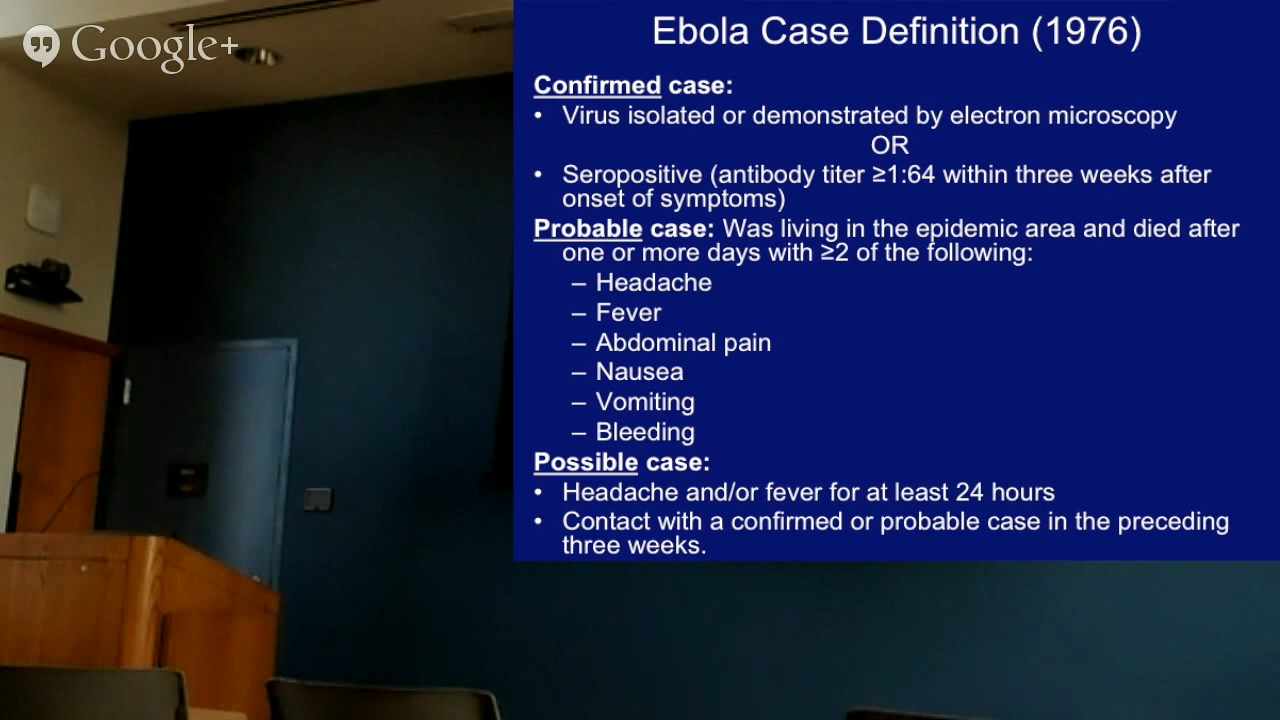 Google+
Ebola Case Definition (1976)
Confirmed case:
• Virus isolated or demonstrated by electron microscopy
OR
• Seropositive (antibody titer ≥1:64 within three weeks after
onset of symptoms)
Probable case: Was living in the epidemic area and died after
one or more days with ≥2 of the following:
– Headache
– Fever
– Abdominal pain
– Nausea
– Vomiting
– Bleeding
Possible case:
• Headache and/or fever for at least 24 hours
• Contact with a confirmed or probable case in the preceding
three weeks.